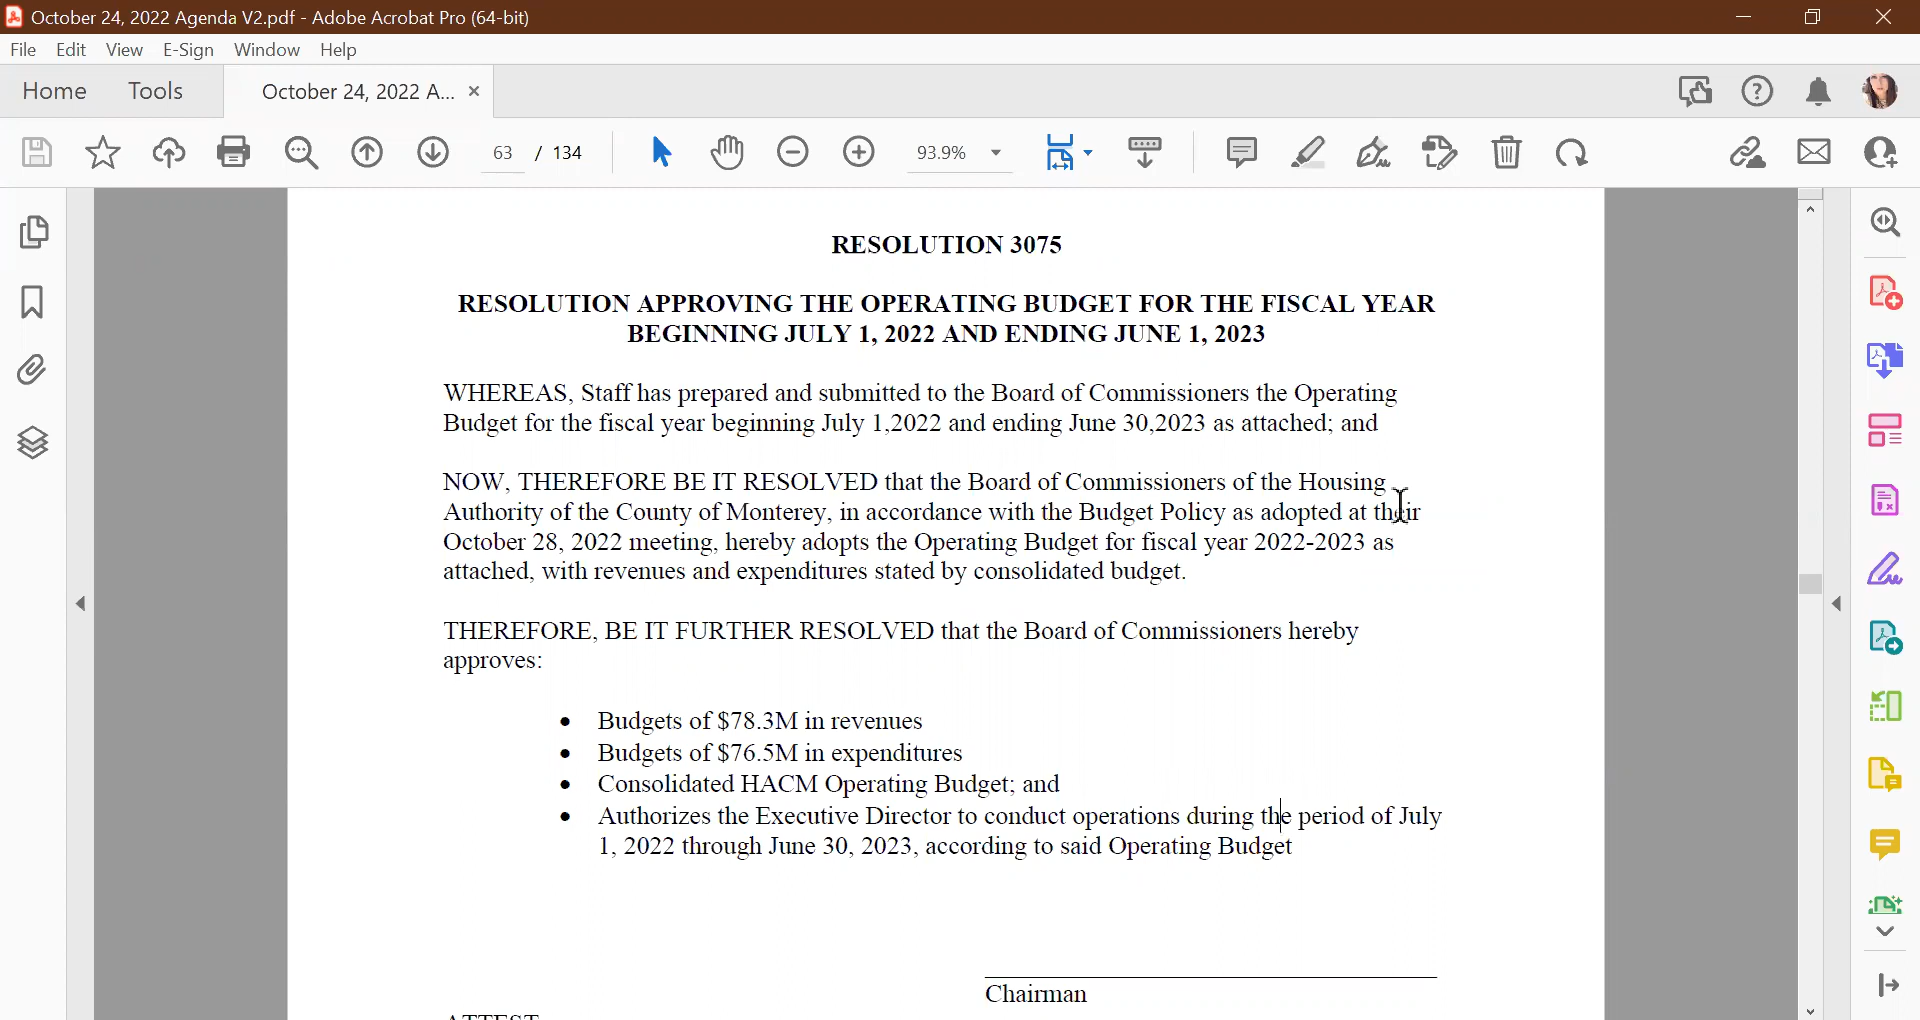 October 24, 2022 Agenda V2.pdf - Adobe Acrobat Pro (64-bit)
File Edit View E-Sign Window Help
Home Tools October 24, 2022 A... ×
63 / 134 93.9%
RESOLUTION 3075
RESOLUTION APPROVING THE OPERATING BUDGET FOR THE FISCAL YEAR
BEGINNING JULY 1, 2022 AND ENDING JUNE 1, 2023
WHEREAS, Staff has prepared and submitted to the Board of Commissioners the Operating
Budget for the fiscal year beginning July 1,2022 and ending June 30,2023 as attached; and
NOW, THEREFORE BE IT RESOLVED that the Board of Commissioners of the Housing
Authority of the County of Monterey, in accordance with the Budget Policy as adopted at their
October 28, 2022 meeting, hereby adopts the Operating Budget for fiscal year 2022-2023 as
attached, with revenues and expenditures stated by consolidated budget.
THEREFORE, BE IT FURTHER RESOLVED that the Board of Commissioners hereby
approves:
• Budgets of $78.3M in revenues
• Budgets of $76.5M in expenditures
• Consolidated HACM Operating Budget; and
• Authorizes the Executive Director to conduct operations during the period of July
1, 2022 through June 30, 2023, according to said Operating Budget
Chairman
ATTEST